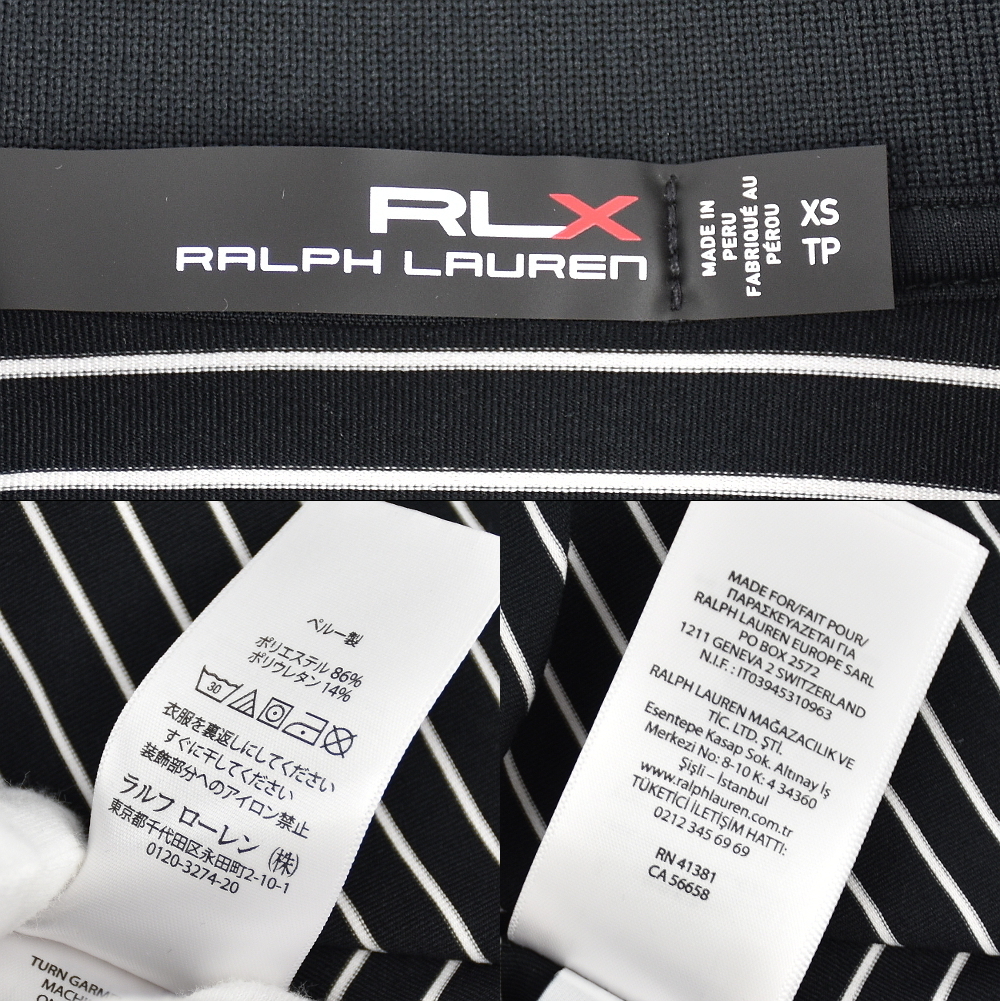 RLX
RALPH LAUREN
MADE IN
PERU
FABRIQUÉ AU
PÉROU
XS
TP
ペルー製
ポリエステル 86%
ポリウレタン 14%
30
衣服を裏返しにしてください
すぐに干してください
装飾部分へのアイロン禁止
ラルフ ローレン ㈱
東京都千代田区永田町2-10-1
0120-3274-20
TURN GARM
MACHI
MADE FOR/FAIT POUR/
ΠΑΡΑΣΚΕΥΑΖΕΤΑΙ ΓΙΑ
RALPH LAUREN EUROPE SARL
PO BOX 2572
1211 GENEVA 2 SWITZERLAND
N.I.F. : IT03945310963
RALPH LAUREN MAĞAZACILIK VE
TİC. LTD. ŞTİ.
Esentepe Kasap Sok. Altınay İş
Merkezi No: 8-10 K: 4 34360
Şişli – İstanbul
www.ralphlauren.com.tr
TÜKETİCİ İLETİŞİM HATTI:
0212 345 69 69
RN 41381
CA 56658